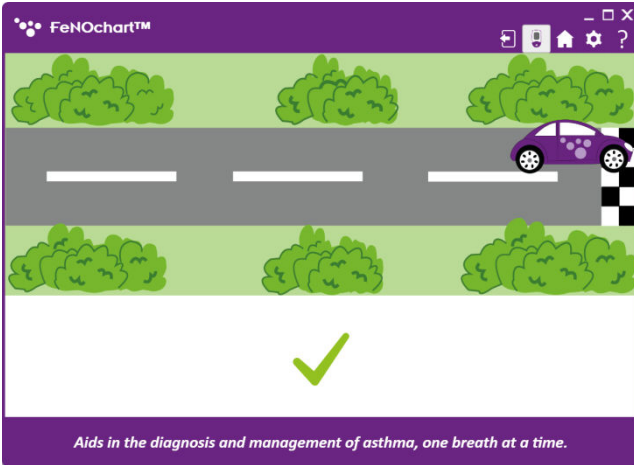 FeNOchart™
?
Aids in the diagnosis and management of asthma, one breath at a time.